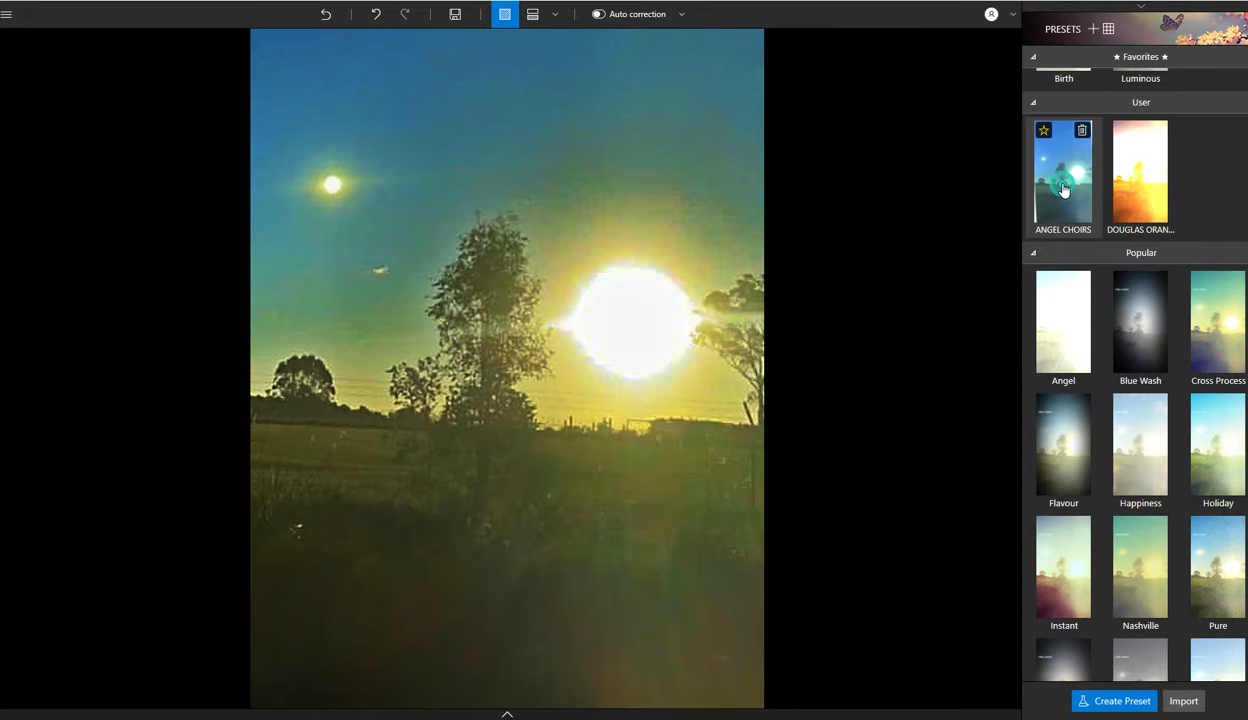 Auto correction
PRESETS
★ Favorites ★
Birth
Luminous
User
ANGEL CHOIRS
DOUGLAS ORAN...
Popular
Angel
Blue Wash
Cross Process
Flavour
Happiness
Holiday
Instant
Nashville
Pure
Create Preset
Import